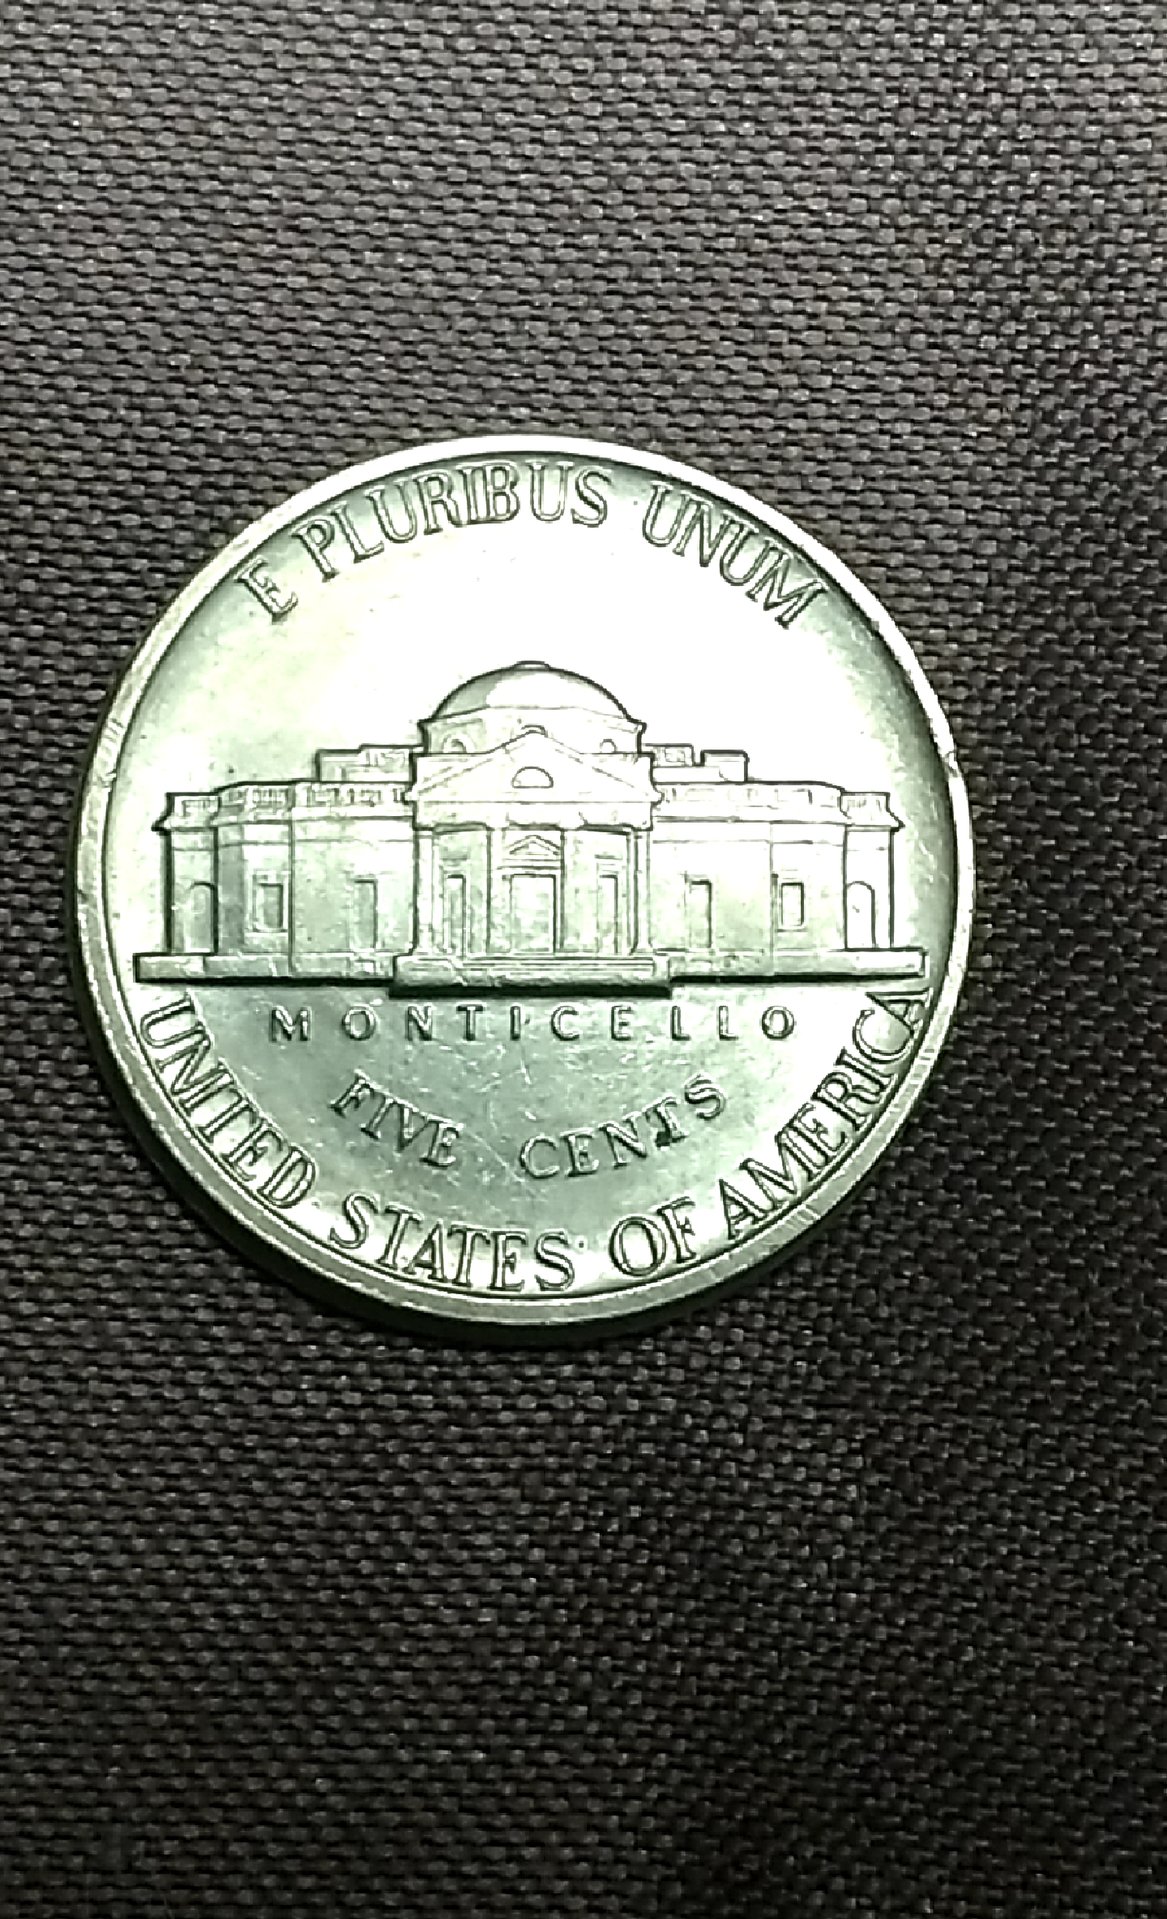 E PLURIBUS UNUM
MONTICELLO
FIVE CENTS
UNITED STATES OF AMERICA